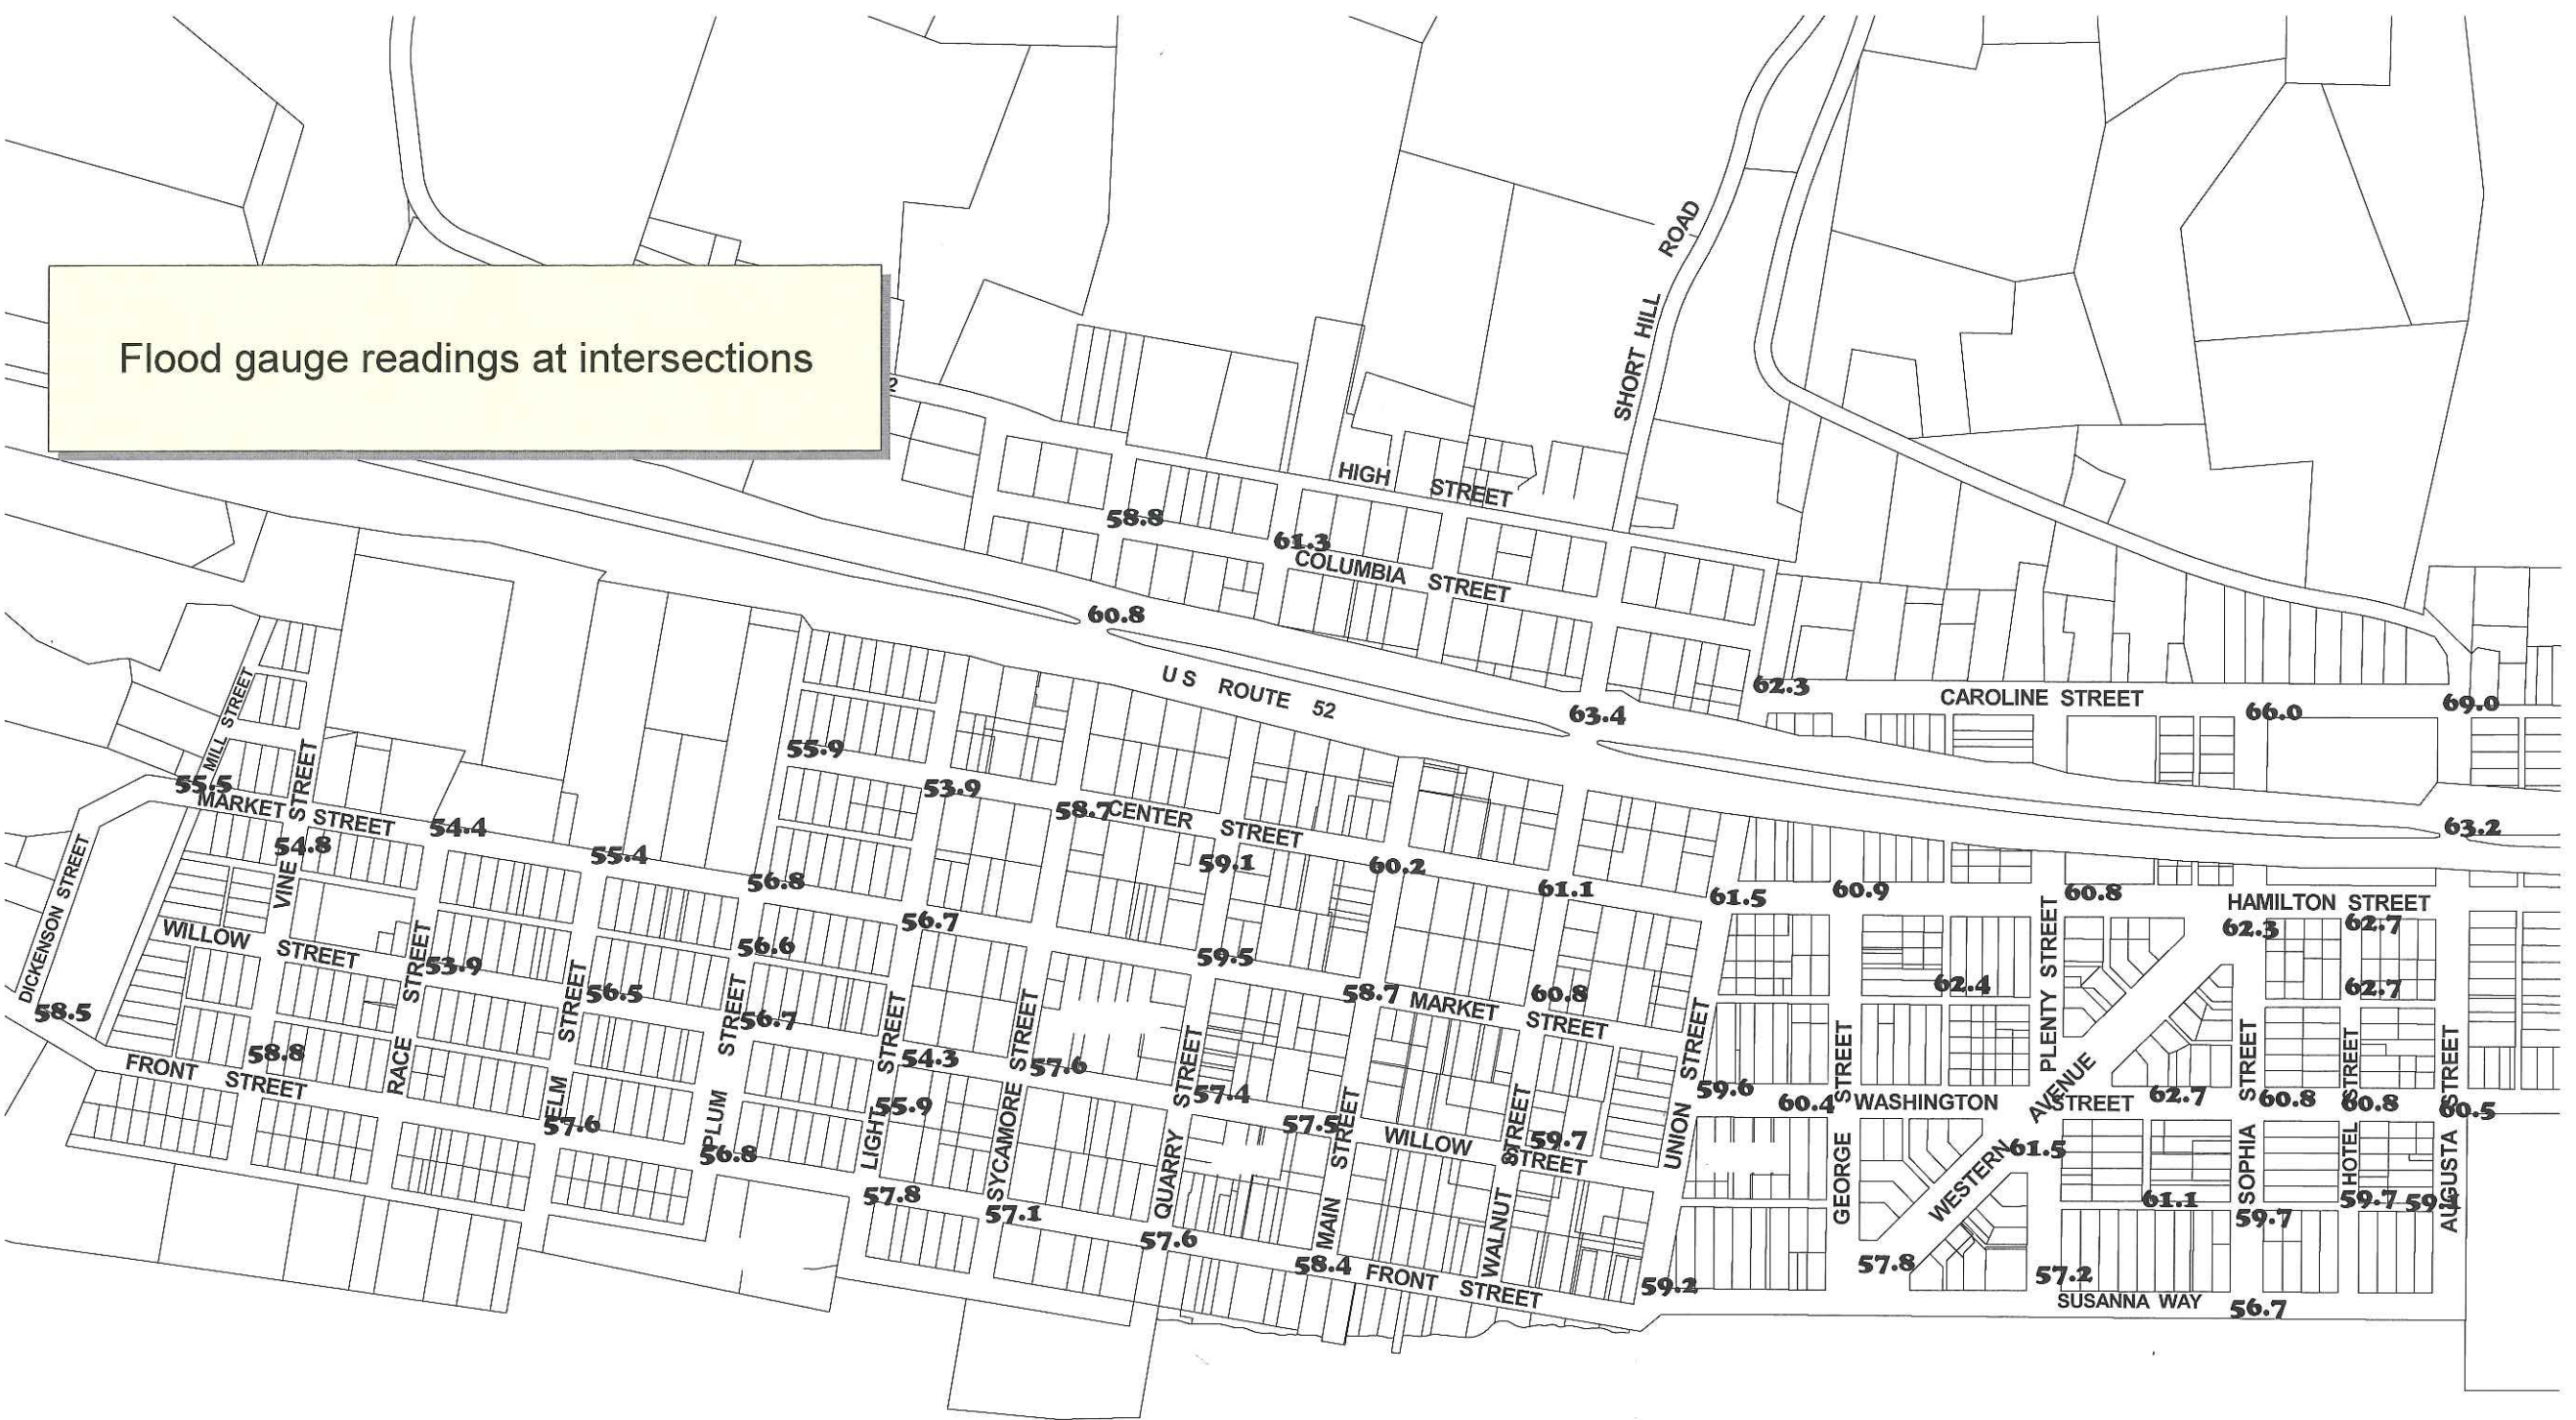 Flood gauge readings at intersections
2
SHORT HILL ROAD
HIGH STREET
58.8
61.3
COLUMBIA STREET
60.8
U S ROUTE 52
63.4
62.3
CAROLINE STREET
66.0
69.0
63.2
MILL STREET
55.5
MARKET STREET
VINE STREET
54.8
54.4
55.4
56.8
55.9
53.9
58.7
CENTER STREET
59.1
60.2
61.1
61.5
60.9
60.8
HAMILTON STREET
62.3
62.7
DICKENSON STREET
58.5
WILLOW STREET
RACE STREET
53.9
56.5
56.6
56.7
56.7
59.5
58.7
MARKET STREET
60.8
62.4
62.7
PLENTY STREET
FRONT STREET
58.8
ELM STREET
57.6
PLUM STREET
56.8
LIGHT STREET
54.3
55.9
57.8
SYCAMORE STREET
57.6
57.1
QUARRY STREET
57.4
57.6
57.5
MAIN STREET
58.4
WILLOW STREET
WALNUT STREET
59.7
FRONT STREET
UNION STREET
59.6
59.2
60.4
GEORGE STREET
WASHINGTON STREET
WESTERN AVENUE
61.5
62.7
60.8
60.8
60.5
SOPHIA STREET
HOTEL STREET
AUGUSTA STREET
61.1
59.7
59.7
59.1
57.8
57.2
SUSANNA WAY
56.7